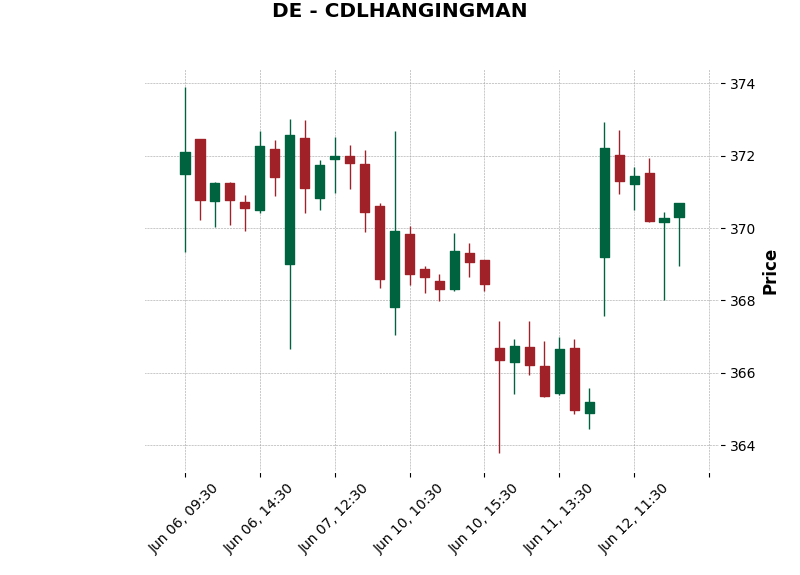 DE - CDLHANGINGMAN
374
372
370
368
366
364
Price
Jun 06, 09:30
Jun 06, 14:30
Jun 07, 12:30
Jun 10, 10:30
Jun 10, 15:30
Jun 11, 13:30
Jun 12, 11:30